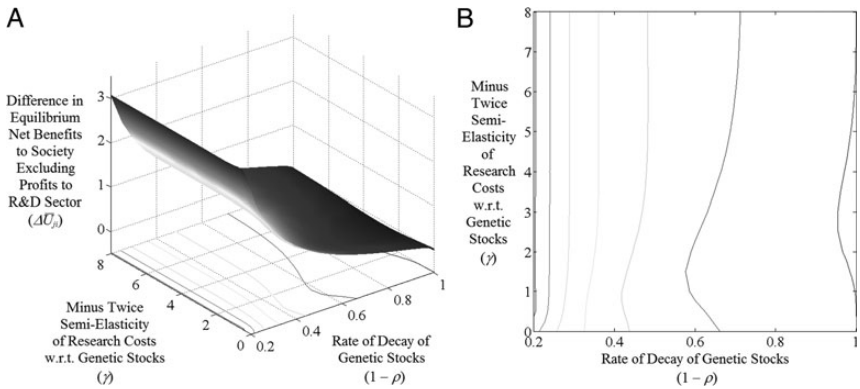 A
Difference in
Equilibrium
Net Benefits
to Society
Excluding
Profits to
R&D Sector
(ΔU̅ⱼₜ)
3
2
1
0
8
6
4
2
0
0.2
0.4
0.6
0.8
1
Minus Twice
Semi-Elasticity
of Research Costs
w.r.t. Genetic Stocks
(γ)
Rate of Decay of
Genetic Stocks
(1 − ρ)
B
Minus
Twice
Semi-
Elasticity
of
Research
Costs
w.r.t.
Genetic
Stocks
(γ)
8
7
6
5
4
3
2
1
0
0.2
0.4
0.6
0.8
1
Rate of Decay of Genetic Stocks
(1 − ρ)